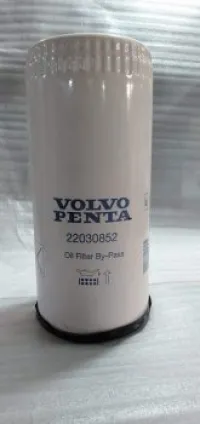 VOLVO
PENTA
22030852
Oil Filter By-Pass